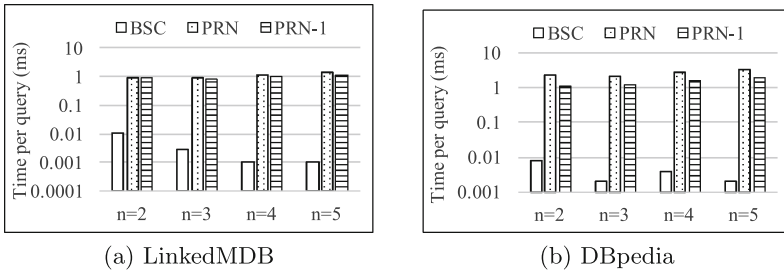 BSC PRN PRN-1
Time per query (ms)
10
1
0.1
0.01
0.001
0.0001
n=2 n=3 n=4 n=5
(a) LinkedMDB
BSC PRN PRN-1
Time per query (ms)
10
1
0.1
0.01
0.001
n=2 n=3 n=4 n=5
(b) DBpedia